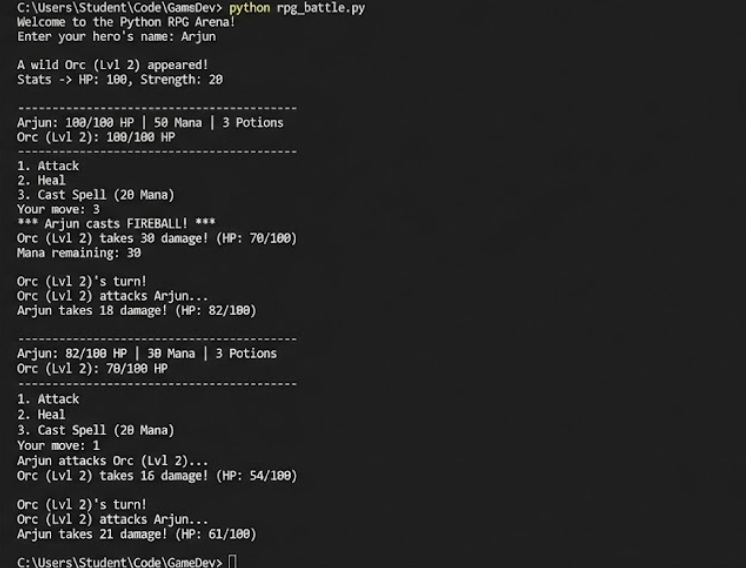 C:\Users\Student\Code\GameDev> python rpg_battle.py
Welcome to the Python RPG Arena!
Enter your hero's name: Arjun
A wild Orc (Lvl 2) appeared!
Stats -> HP: 100, Strength: 20
----------------------------------------
Arjun: 100/100 HP | 50 Mana | 3 Potions
Orc (Lvl 2): 100/100 HP
----------------------------------------
1. Attack
2. Heal
3. Cast Spell (20 Mana)
Your move: 3
*** Arjun casts FIREBALL! ***
Orc (Lvl 2) takes 30 damage! (HP: 70/100)
Mana remaining: 30
Orc (Lvl 2)'s turn!
Orc (Lvl 2) attacks Arjun...
Arjun takes 18 damage! (HP: 82/100)
----------------------------------------
Arjun: 82/100 HP | 30 Mana | 3 Potions
Orc (Lvl 2): 70/100 HP
----------------------------------------
1. Attack
2. Heal
3. Cast Spell (20 Mana)
Your move: 1
Arjun attacks Orc (Lvl 2)...
Orc (Lvl 2) takes 16 damage! (HP: 54/100)
Orc (Lvl 2)'s turn!
Orc (Lvl 2) attacks Arjun...
Arjun takes 21 damage! (HP: 61/100)
C:\Users\Student\Code\GameDev>